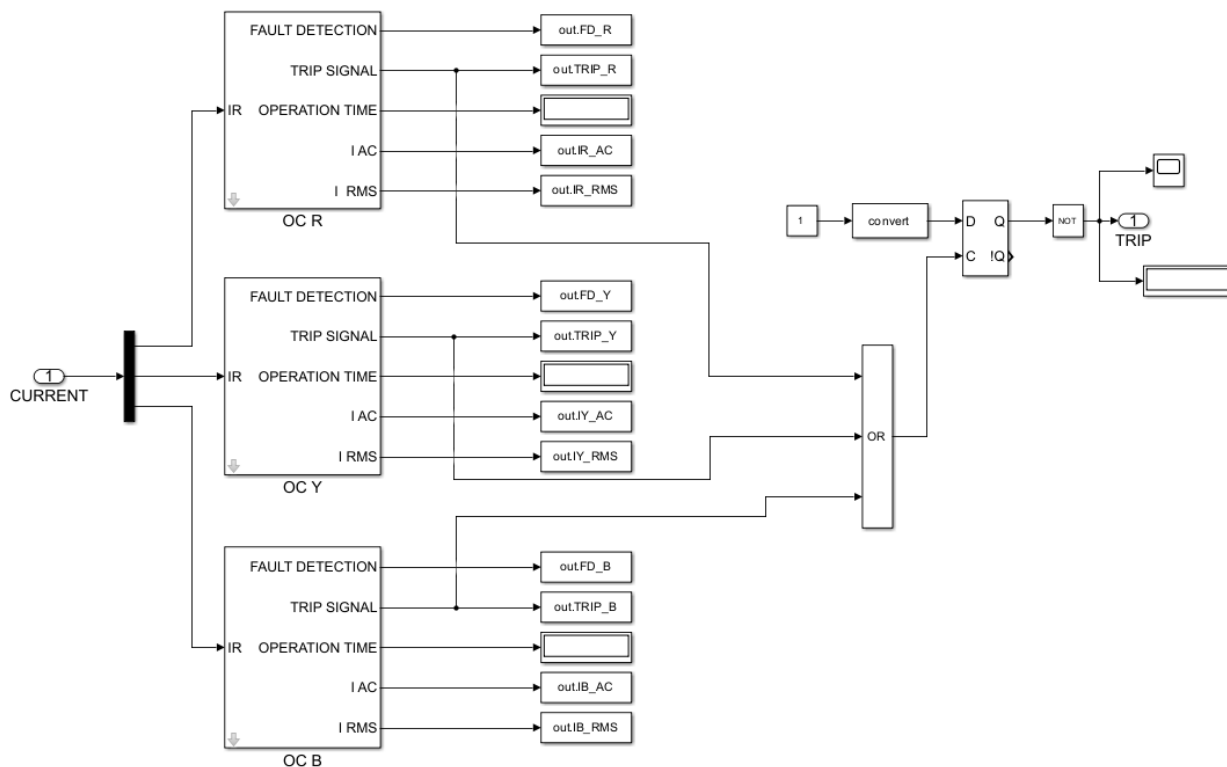 FAULT DETECTION
out.FD_R
TRIP SIGNAL
out.TRIP_R
IR
OPERATION TIME
I AC
out.IR_AC
I RMS
out.IR_RMS
OC R
FAULT DETECTION
out.FD_Y
TRIP SIGNAL
out.TRIP_Y
IR
OPERATION TIME
I AC
out.IY_AC
I RMS
out.IY_RMS
OC Y
1
CURRENT
FAULT DETECTION
out.FD_B
TRIP SIGNAL
out.TRIP_B
IR
OPERATION TIME
I AC
out.IB_AC
I RMS
out.IB_RMS
OC B
1
convert
D
Q
C
!Q
NOT
1
TRIP
OR